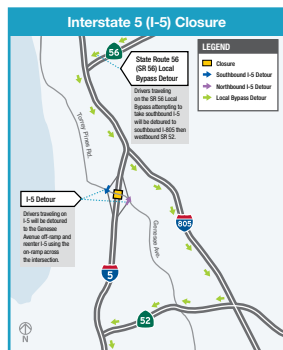 Interstate 5 (I-5) Closure
56
State Route 56
(SR 56) Local
Bypass Detour
Drivers traveling
on the SR 56 Local
Bypass attempting to
take southbound I-5
will be detoured to
southbound I-805 then
westbound SR 52.
LEGEND
Closure
Southbound I-5 Detour
Northbound I-5 Detour
Local Bypass Detour
Torrey Pines Rd.
I-5 Detour
Drivers traveling on
I-5 will be detoured
to the Genesee
Avenue off-ramp and
reenter I-5 using the
on-ramp across
the intersection.
Genesee Ave.
805
5
52
N